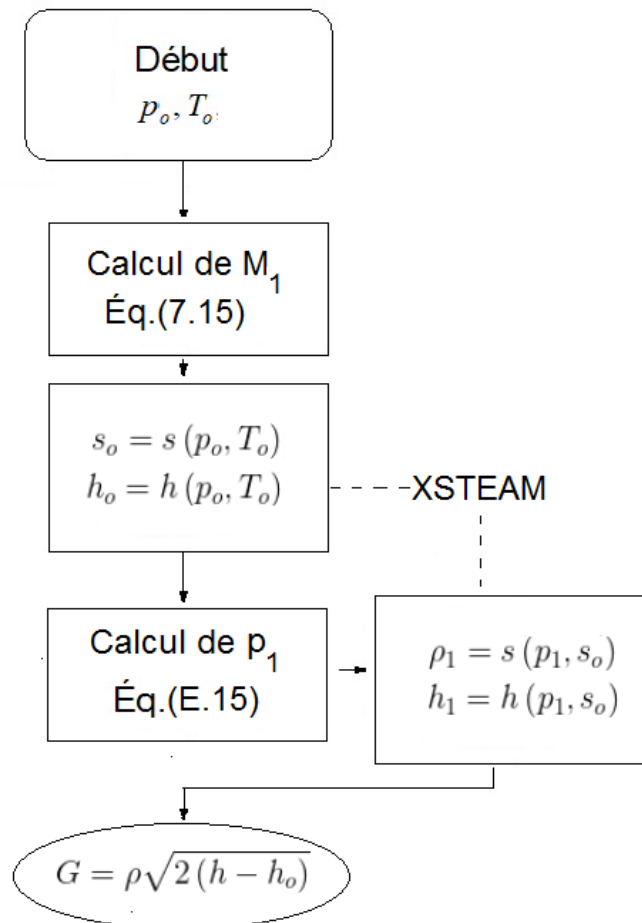 Début
p_o, T_o,
Calcul de M_1
Éq.(7.15)
s_o = s (p_o, T_o)
h_o = h (p_o, T_o)
XSTEAM
Calcul de p_1
Éq.(E.15)
ρ_1 = s (p_1, s_o)
h_1 = h (p_1, s_o)
G = ρ√2 (h − h_o)